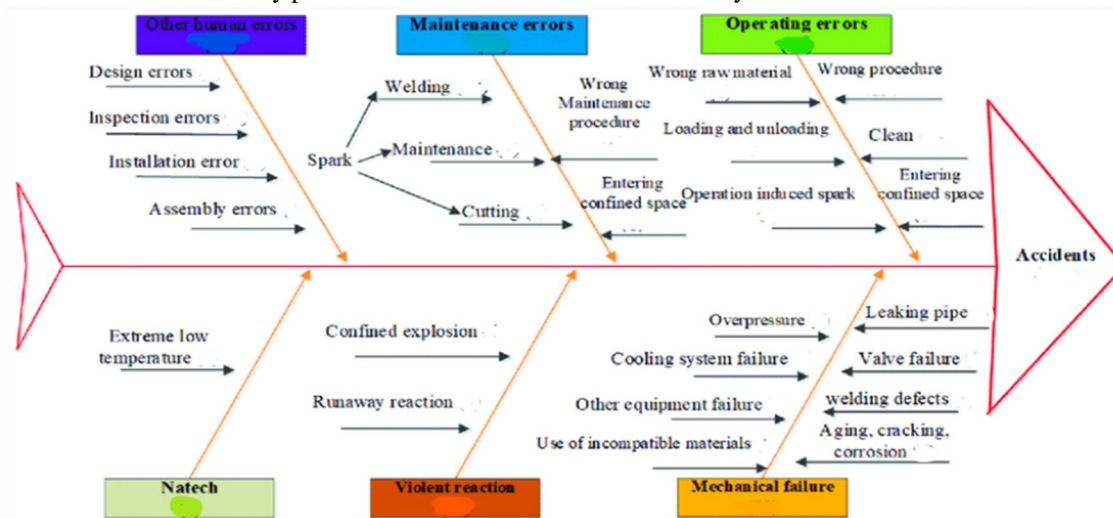 Other human errors
Maintenance errors
Operating errors
Design errors
Inspection errors
Installation error
Assembly errors
Spark
Welding
Maintenance
Cutting
Wrong
Maintenance
procedure
Entering
confined space
Wrong raw material
Loading and unloading
Operation induced spark
Wrong procedure
Clean
Entering
confined space
Accidents
Extreme low
temperature
Confined explosion
Runaway reaction
Overpressure
Cooling system failure
Other equipment failure
Use of incompatible materials
Leaking pipe
Valve failure
welding defects
Aging, cracking,
corrosion
Natech
Violent reaction
Mechanical failure